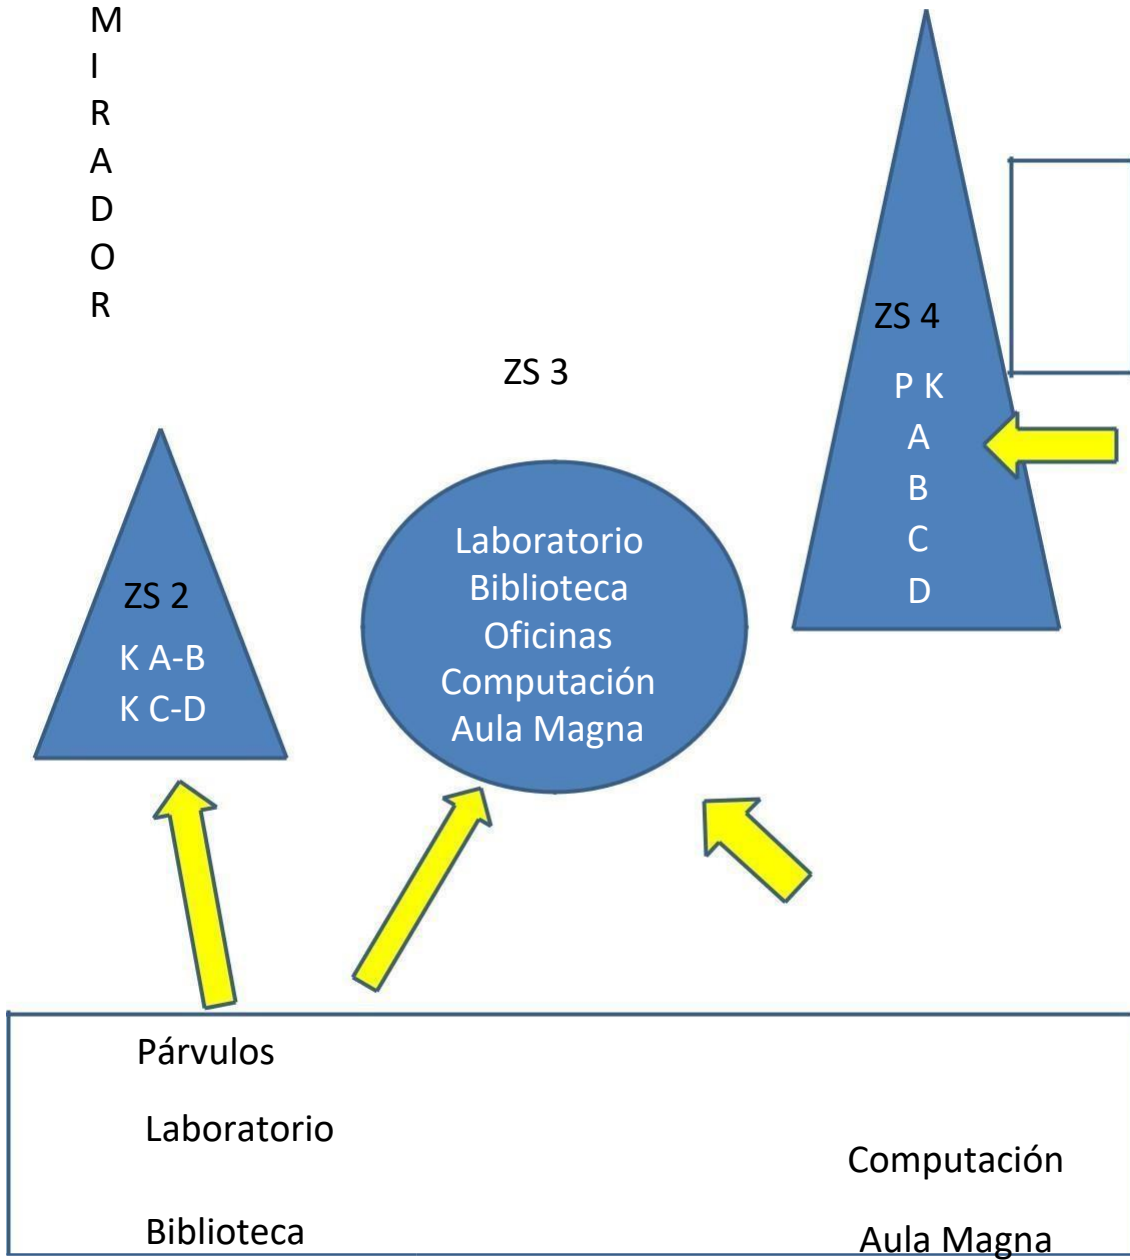 M
I
R
A
D
O
R
ZS 4
P K
A
B
C
D
ZS 3
Laboratorio
Biblioteca
Oficinas
Computación
Aula Magna
ZS 2
K A-B
K C-D
Párvulos
Laboratorio
Computación
Biblioteca
Aula Magna